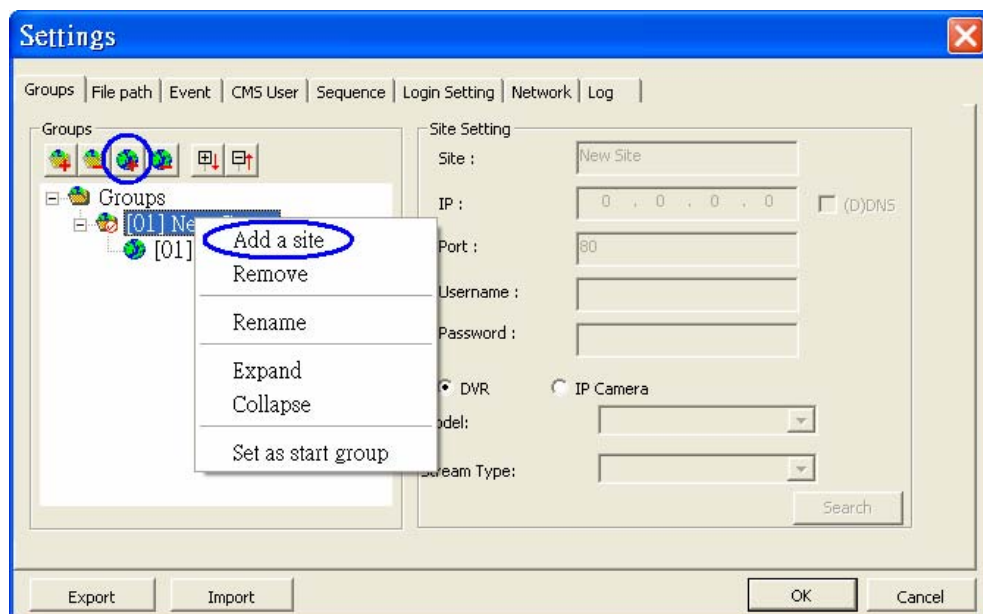 Settings
Groups File path Event CMS User Sequence Login Setting Network Log
Groups
Groups
[01]
[01]
Add a site
Remove
Rename
Expand
Collapse
Set as start group
Site Setting
Site : New Site
IP : 0 . 0 . 0 . 0 (D)DNS
Port : 80
Username :
Password :
DVR IP Camera
Type:
Search
Export Import OK Cancel